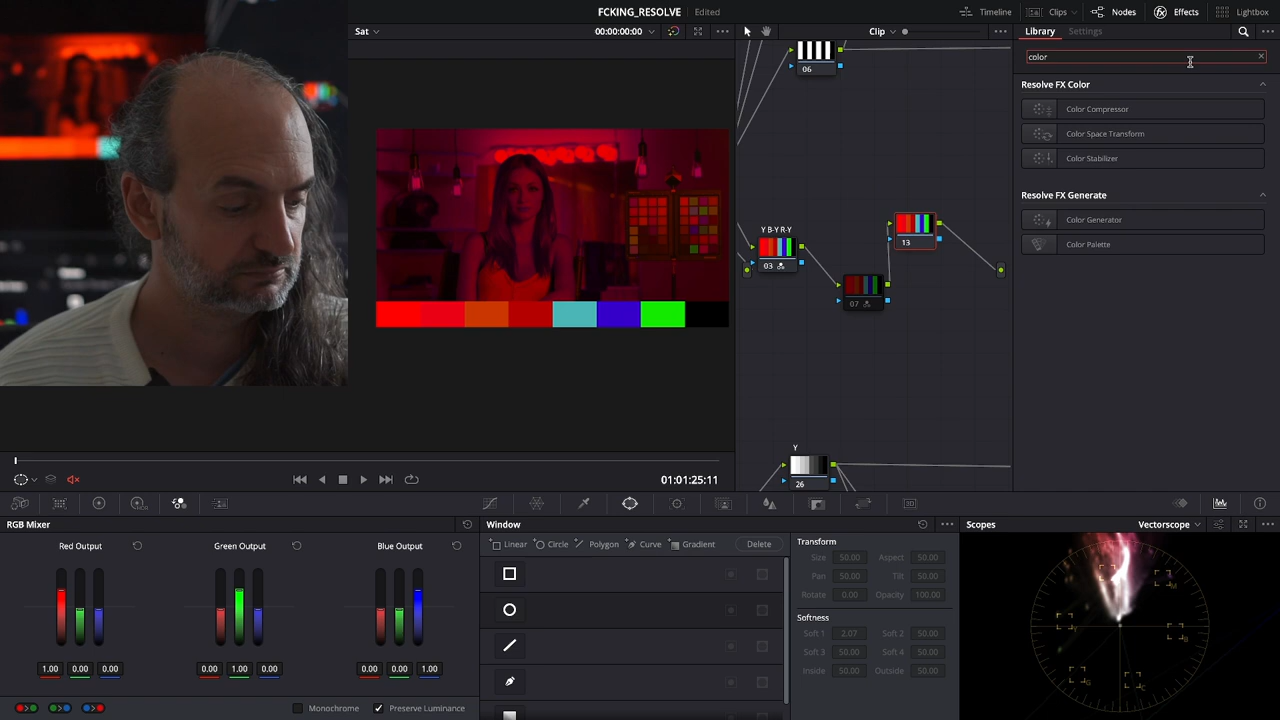 FCKING_RESOLVE
Edited
Timeline
Clips
Nodes
Effects
Lightbox
Sat
00:00:00:00
Clip
Library
Settings
color
Resolve FX Color
Color Compressor
Color Space Transform
Color Stabilizer
Resolve FX Generate
Color Generator
Color Palette
06
Y B-Y R-Y
03
07
13
Y
26
01:01:25:11
RGB Mixer
Red Output
Green Output
Blue Output
1.00 0.00 0.00
0.00 1.00 0.00
0.00 0.00 1.00
Monochrome
Preserve Luminance
Window
Linear
Circle
Polygon
Curve
Gradient
Delete
Transform
Size 50.00 Aspect 50.00
Pan 50.00 Tilt 50.00
Rotate 0.00 Opacity 100.00
Softness
Soft 1 2.07 Soft 2 50.00
Soft 3 50.00 Soft 4 50.00
Inside 50.00 Outside 50.00
Scopes
Vectorscope